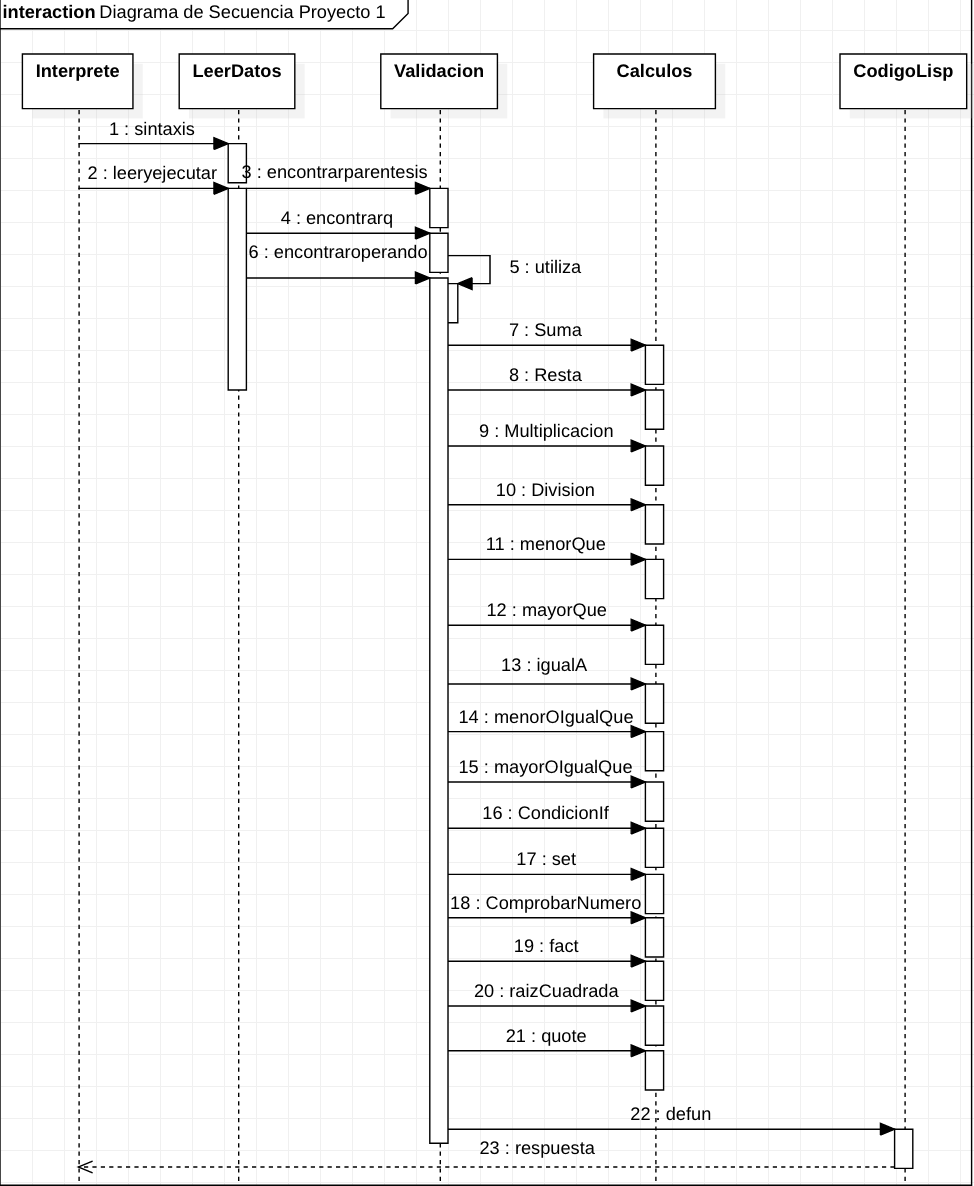 interaction Diagrama de Secuencia Proyecto 1
Interprete
LeerDatos
Validacion
Calculos
CodigoLisp
1 : sintaxis
2 : leeryejecutar
3 : encontrarparentesis
4 : encontrarq
6 : encontraroperando
5 : utiliza
7 : Suma
8 : Resta
9 : Multiplicacion
10 : Division
11 : menorQue
12 : mayorQue
13 : igualA
14 : menorOIgualQue
15 : mayorOIgualQue
16 : CondicionIf
17 : set
18 : ComprobarNumero
19 : fact
20 : raizCuadrada
21 : quote
22 : defun
23 : respuesta